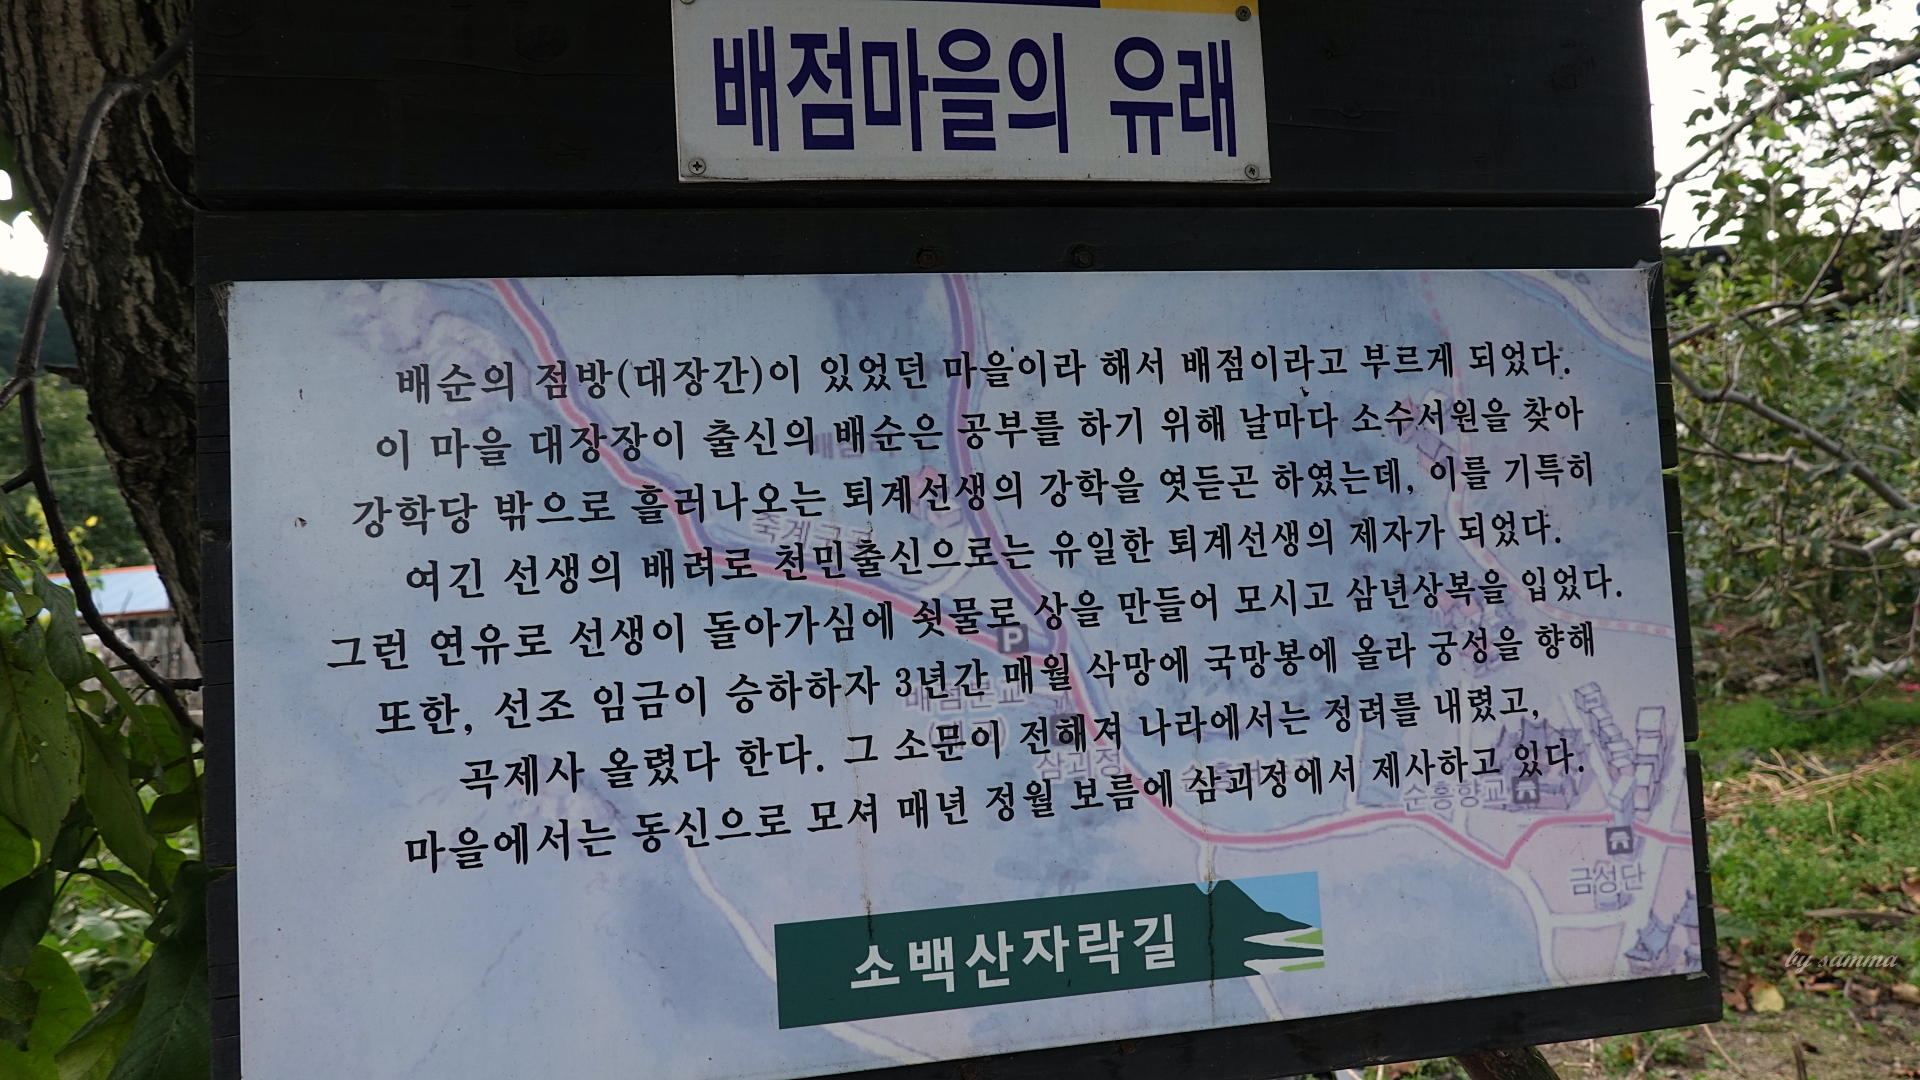 배점마을의 유래
배순의 점방(대장간)이 있었던 마을이라 해서 배점이라고 부르게 되었다.
이 마을 대장장이 출신의 배순은 공부를 하기 위해 날마다 소수서원을 찾아
강학당 밖으로 흘러나오는 퇴계선생의 강학을 엿듣곤 하였는데, 이를 기특히
여긴 선생의 배려로 천민출신으로는 유일한 퇴계선생의 제자가 되었다.
그런 연유로 선생이 돌아가심에 쇳물로 상을 만들어 모시고 삼년상복을 입었다.
또한, 선조 임금이 승하하자 3년간 매월 삭망에 국망봉에 올라 궁성을 향해
곡제사 올렸다 한다. 그 소문이 전해져 나라에서는 정려를 내렸고,
마을에서는 동신으로 모셔 매년 정월 보름에 삼괴정에서 제사하고 있다.
죽계구곡
P
배점분교
삼괴정
순흥향교
금성단
소백산자락길
by samma